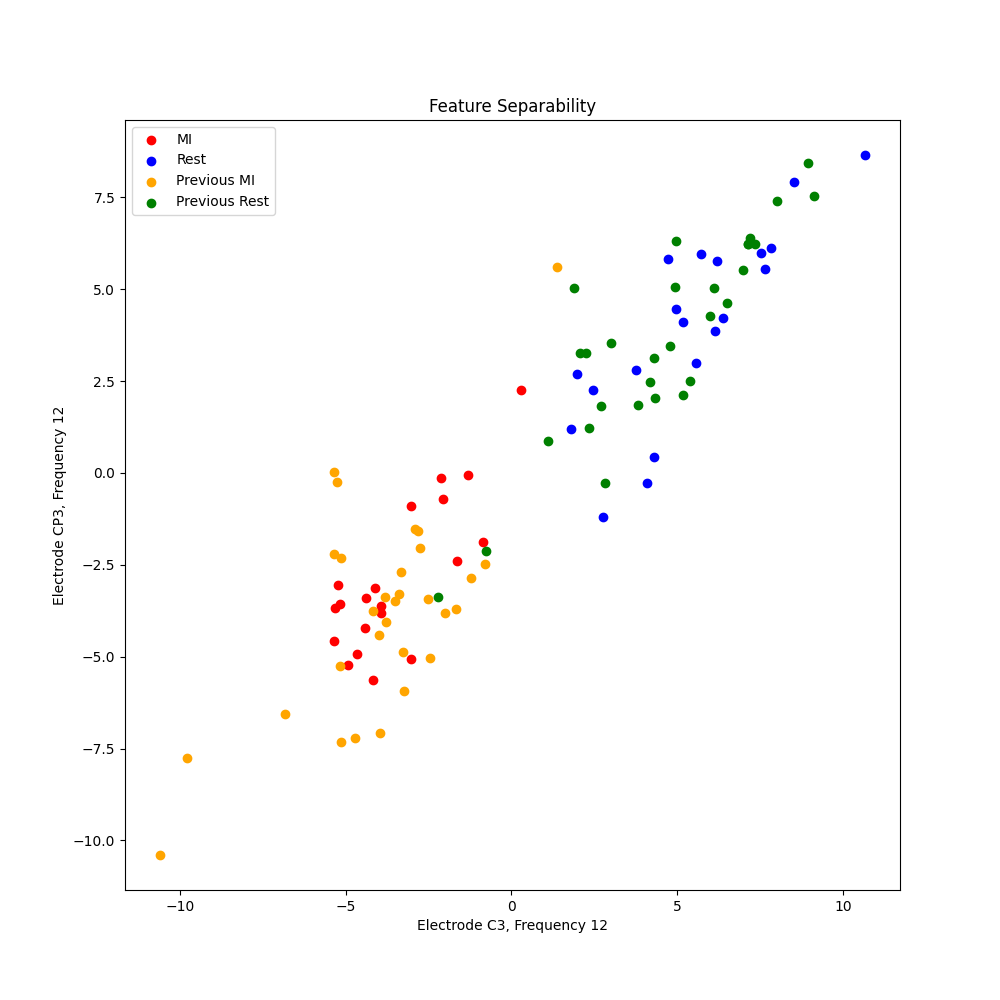 Feature Separability
MI
Rest
Previous MI
Previous Rest
7.5
5.0
2.5
0.0
−2.5
−5.0
−7.5
−10.0
Electrode CP3, Frequency 12
−10
−5
0
5
10
Electrode C3, Frequency 12